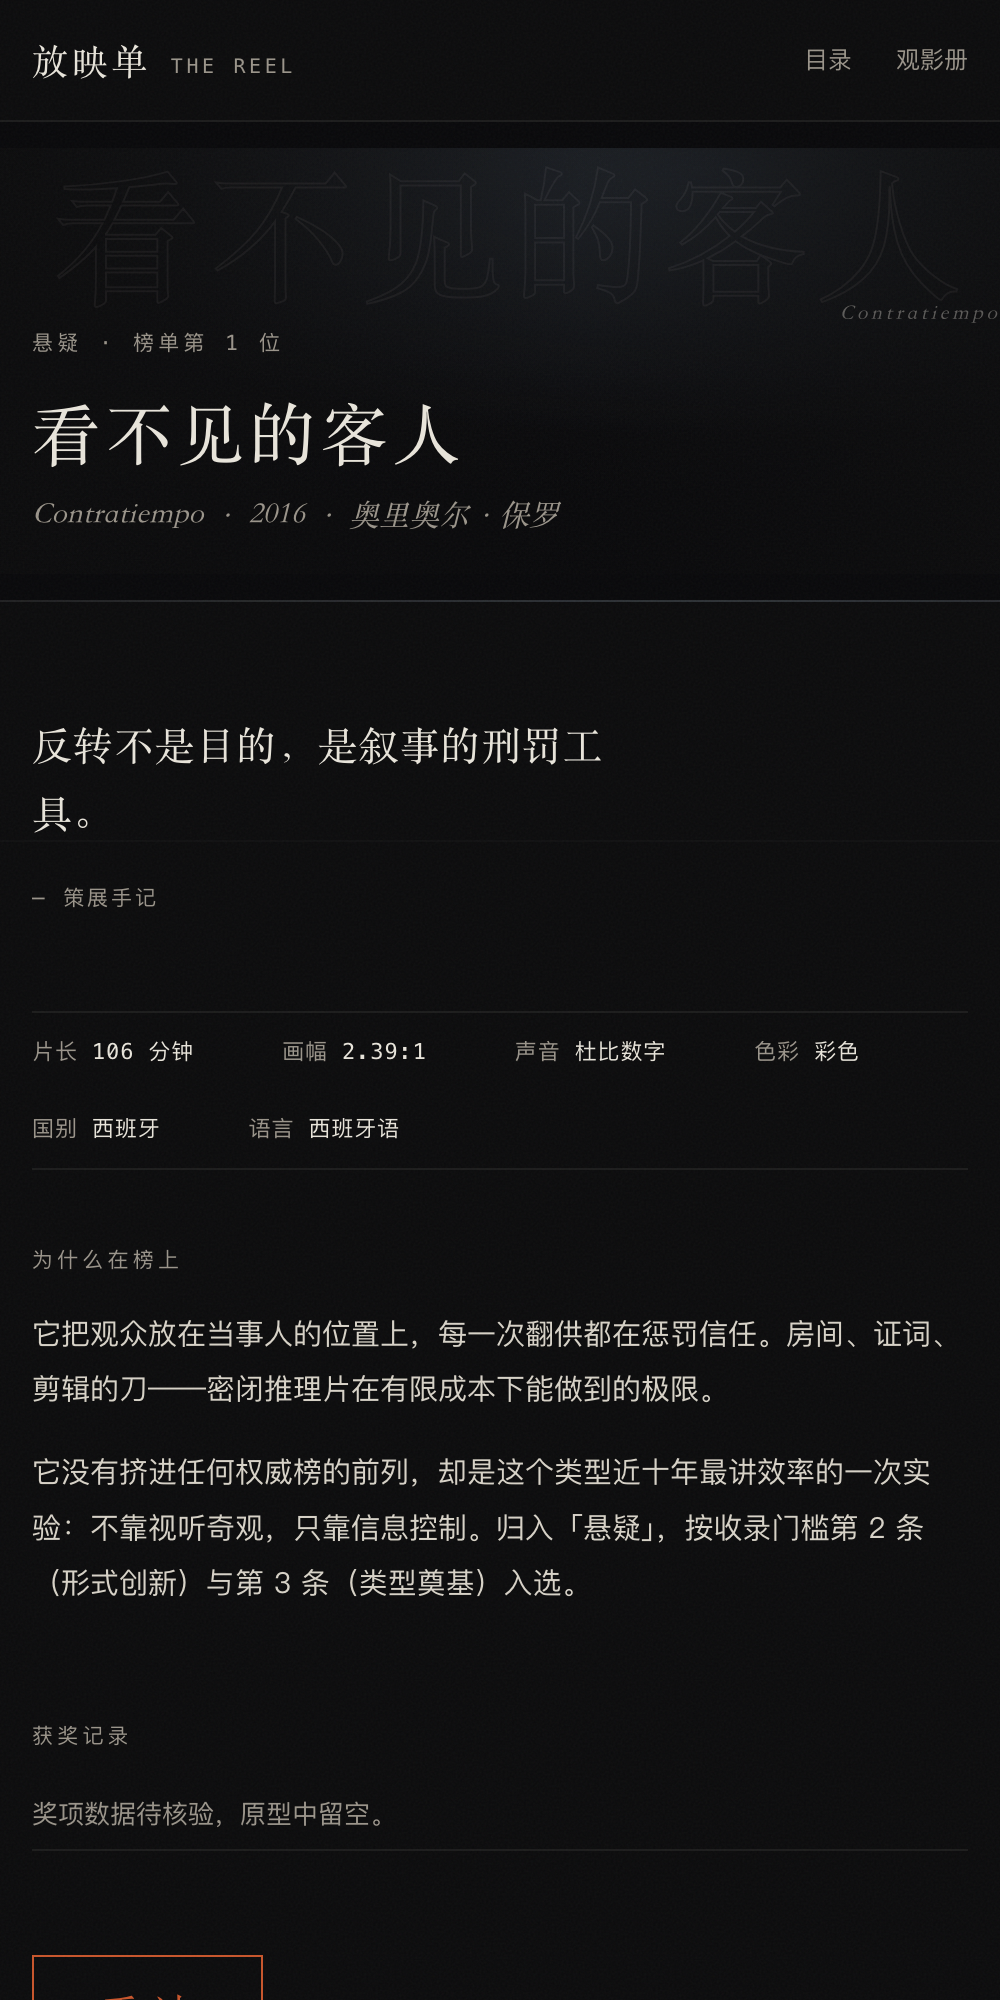 放映单 THE REEL 目录 观影册
看不见的客人
Contratiempo
悬疑 · 榜单第 1 位
看不见的客人
Contratiempo · 2016 · 奥里奥尔 · 保罗
反转不是目的，是叙事的刑罚工
具。
— 策展手记
片长 106 分钟 画幅 2.39:1 声音 杜比数字 色彩 彩色
国别 西班牙 语言 西班牙语
为什么在榜上
它把观众放在当事人的位置上，每一次翻供都在惩罚信任。房间、证词、
剪辑的刀——密闭推理片在有限成本下能做到的极限。
它没有挤进任何权威榜的前列，却是这个类型近十年最讲效率的一次实
验：不靠视听奇观，只靠信息控制。归入「悬疑」，按收录门槛第 2 条
（形式创新）与第 3 条（类型奠基）入选。
获奖记录
奖项数据待核验，原型中留空。